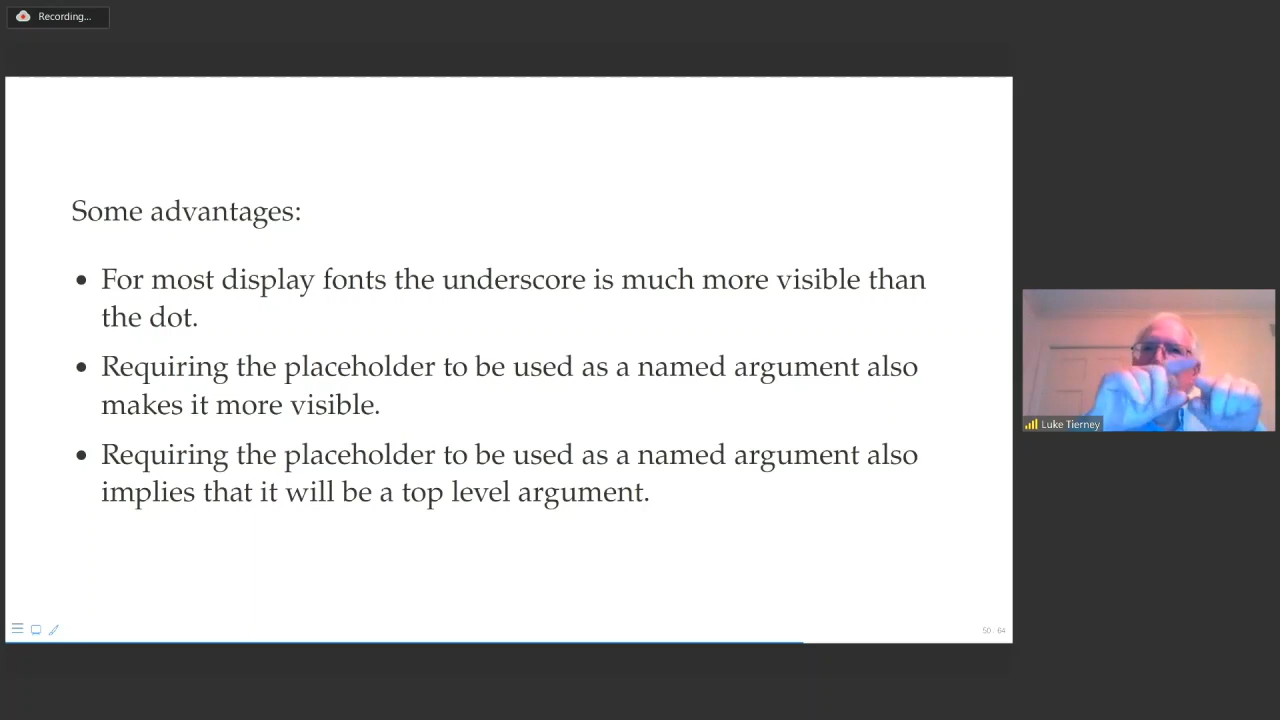 Recording...
Some advantages:
• For most display fonts the underscore is much more visible than
the dot.
• Requiring the placeholder to be used as a named argument also
makes it more visible.
• Requiring the placeholder to be used as a named argument also
implies that it will be a top level argument.
Luke Tierney
50 / 64